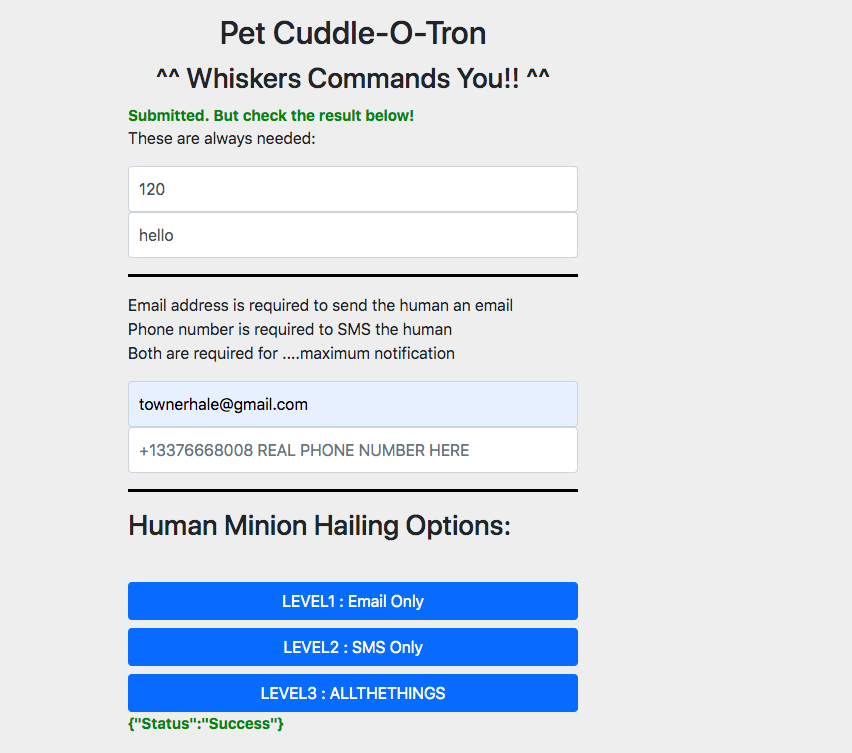 Pet Cuddle-O-Tron
^^ Whiskers Commands You!! ^^
Submitted. But check the result below!
These are always needed:
120
hello
Email address is required to send the human an email
Phone number is required to SMS the human
Both are required for ....maximum notification
townerhale@gmail.com
+13376668008 REAL PHONE NUMBER HERE
Human Minion Hailing Options:
LEVEL1 : Email Only
LEVEL2 : SMS Only
LEVEL3 : ALLTHETHINGS
{"Status":"Success"}